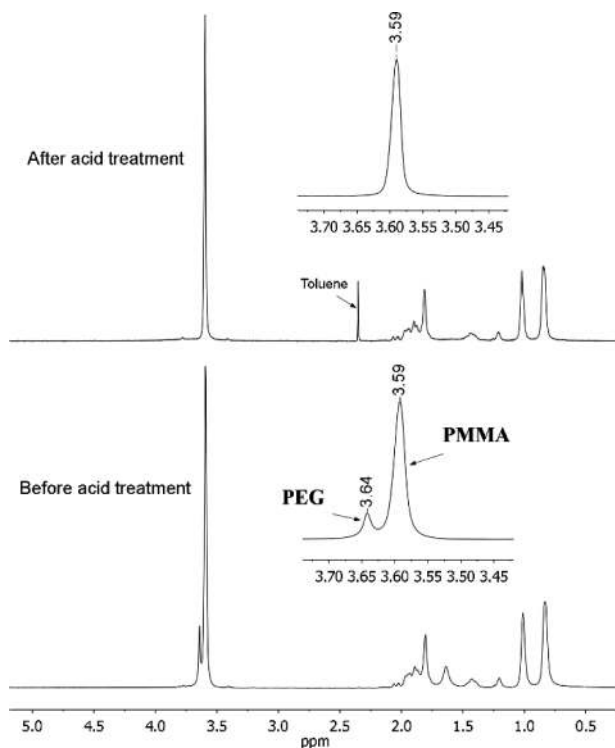 3.59
After acid treatment
3.70 3.65 3.60 3.55 3.50 3.45
Toluene
3.59
PMMA
3.64
Before acid treatment
PEG
3.70 3.65 3.60 3.55 3.50 3.45
5.0 4.5 4.0 3.5 3.0 2.5 2.0 1.5 1.0 0.5
ppm